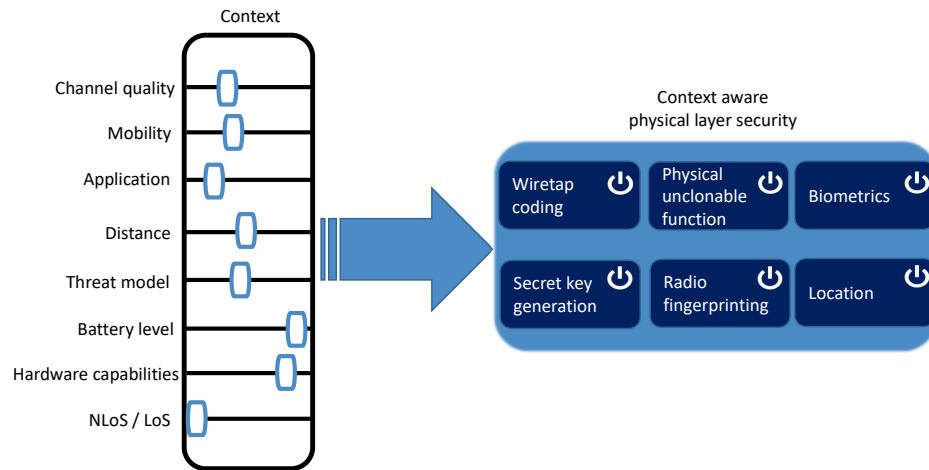 Context
Channel quality
Mobility
Application
Distance
Threat model
Battery level
Hardware capabilities
NLoS / LoS
Context aware
physical layer security
Wiretap
coding
Physical
unclonable
function
Biometrics
Secret key
generation
Radio
fingerprinting
Location